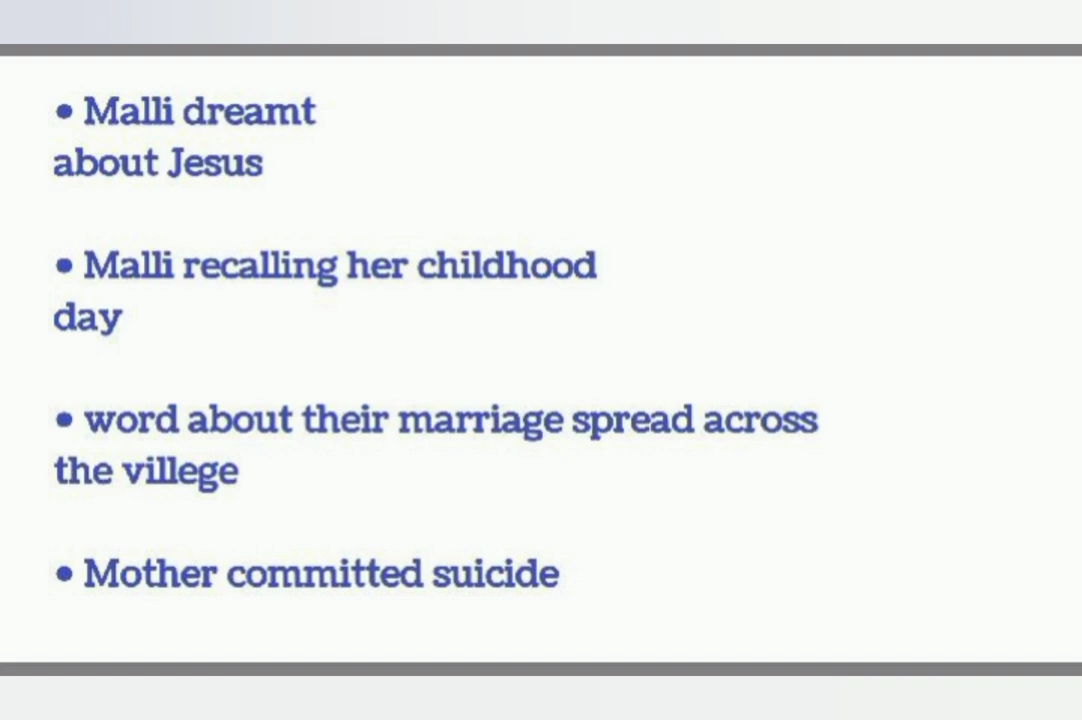 • Malli dreamt
about Jesus
• Malli recalling her childhood
day
• word about their marriage spread across
the villege
• Mother committed suicide